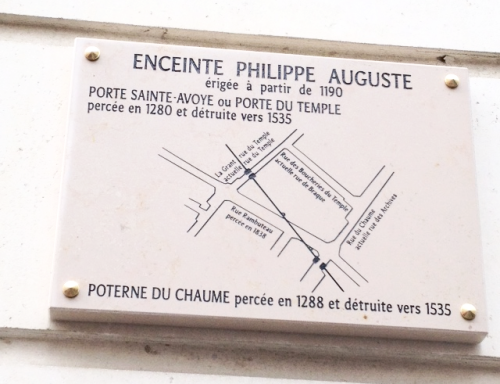 ENCEINTE PHILIPPE AUGUSTE
érigée à partir de 1190
PORTE SAINTE-AVOYE ou PORTE DU TEMPLE
percée en 1280 et détruite vers 1535
La Grant rue du Temple
actuelle rue du Temple
Rue des Boucheries du Temple
actuelle rue de Braque
Rue Rambuteau
percée en 1838
Rue du Chaume
actuelle rue des Archives
POTERNE DU CHAUME percée en 1288 et détruite vers 1535